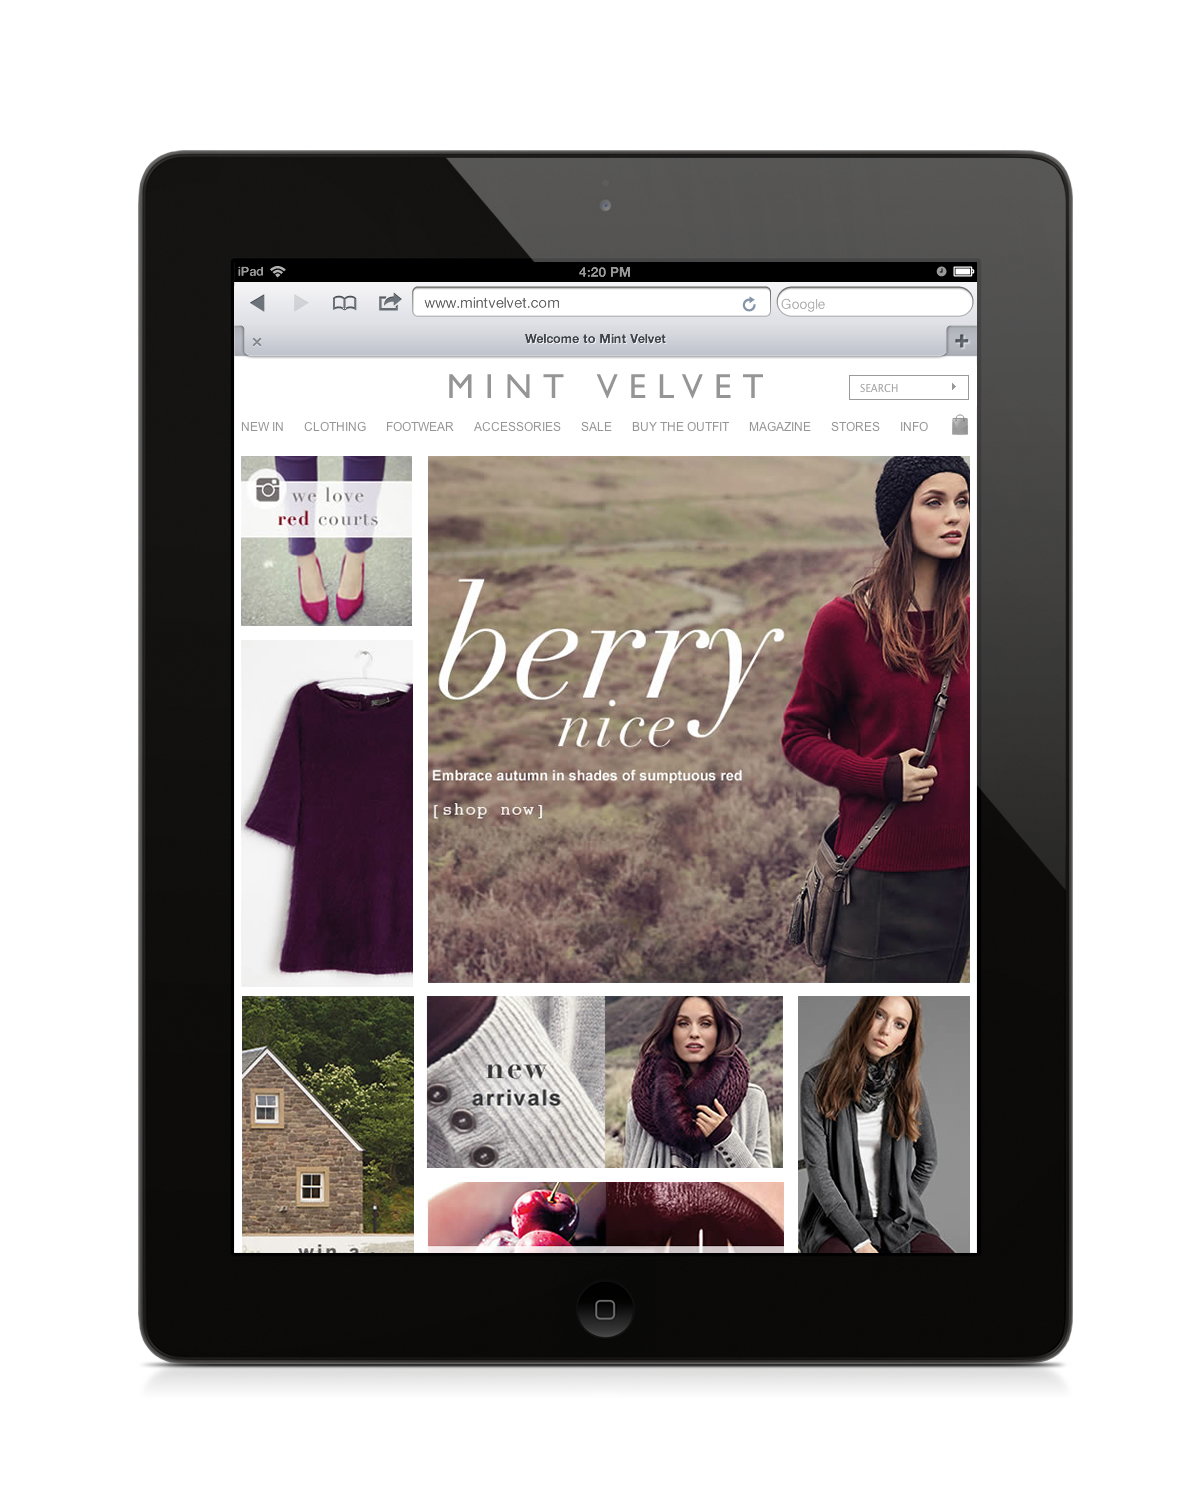 iPad
4:20 PM
www.mintvelvet.com
Google
Welcome to Mint Velvet
MINT VELVET
SEARCH
NEW IN CLOTHING FOOTWEAR ACCESSORIES SALE BUY THE OUTFIT MAGAZINE STORES INFO
we love
red courts
berry
nice
Embrace autumn in shades of sumptuous red
[shop now]
new
arrivals
win a